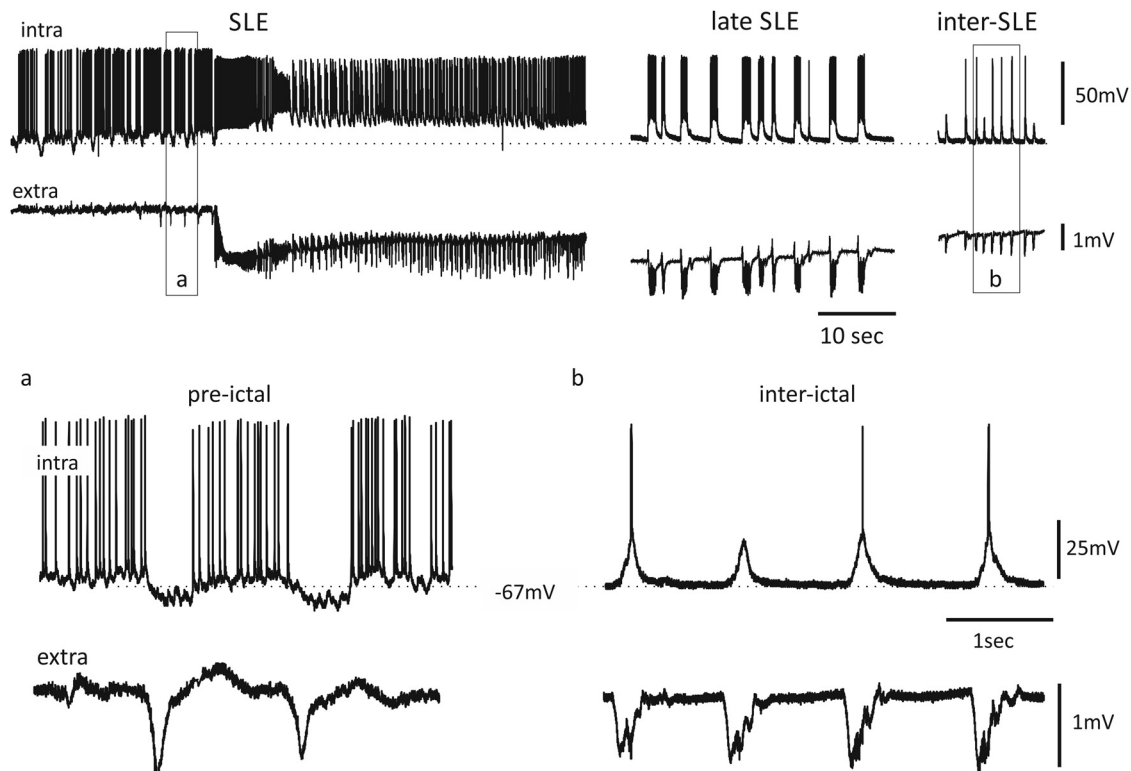 SLE
late SLE
inter-SLE
intra
50mV
extra
1mV
a
b
10 sec
a
b
pre-ictal
inter-ictal
intra
25mV
-67mV
1sec
extra
1mV